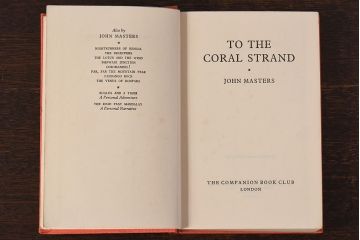 Also by
JOHN MASTERS
NIGHTRUNNERS OF BENGAL
THE DECEIVERS
THE LOTUS AND THE WIND
BHOWANI JUNCTION
COROMANDEL!
FAR, FAR THE MOUNTAIN PEAK
FANDANGO ROCK
THE VENUS OF KONPARA
BUGLES AND A TIGER
A Personal Adventure
THE ROAD PAST MANDALAY
A Personal Narrative
TO THE
CORAL STRAND
JOHN MASTERS
THE COMPANION BOOK CLUB
LONDON